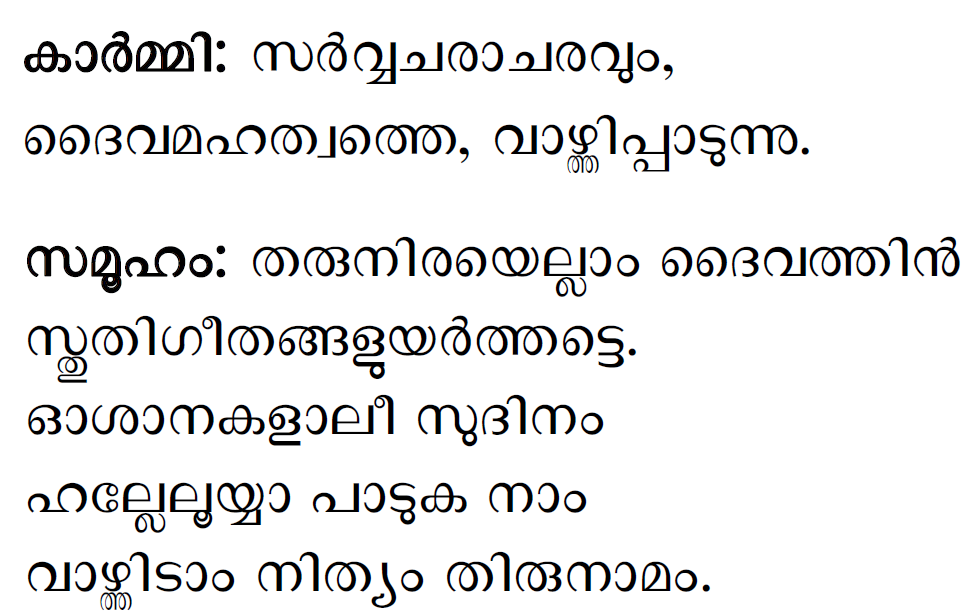 കാർമ്മി: സർവ്വചരാചരവും,
ദൈവമഹത്വത്തെ, വാഴ്ത്തിപ്പാടുന്നു.
സമൂഹം: തരുനിരയെല്ലാം ദൈവത്തിൻ
സ്തുതിഗീതങ്ങളുയർത്തട്ടെ.
ഓശാനകളാലീ സുദിനം
ഹല്ലേലൂയ്യാ പാടുക നാം
വാഴ്ത്തിടാം നിത്യം തിരുനാമം.